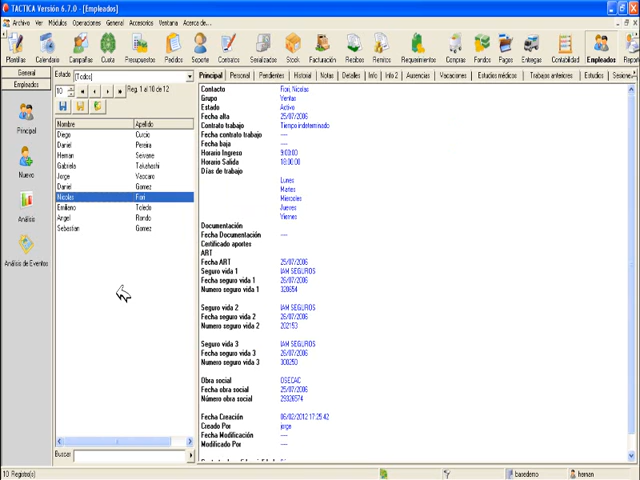 TACTICA Versión 6.7.0 - [Empleados]
Archivo Ver Módulos Operaciones General Accesorios Ventana Acerca de...
Plantillas Calendario Campañas Cuota Presupuestos Pedidos Soporte Contratos Serializados Stock Facturación Recibos Remitos Requerimientos Compras Fondos Pagos Entregas Contabilidad Empleados
General
Empleados
Principal
Nuevo
Análisis
Análisis de Eventos
Estado [Todos]
10 Reg. 1 al 10 de 12
Nombre Apellido
Diego Curcio
Daniel Pereira
Hernan Seivane
Gabriela Takahashi
Jorge Vaccaro
Daniel Gomez
Nicolas Fiori
Emiliano Toledo
Angel Rondo
Sebastian Gomez
Buscar
Principal Personal Pendientes Historial Notas Detalles Info Info 2 Ausencias Vacaciones Estudios médicos Trabajos anteriores Estudios Sesione
Contacto Fiori, Nicolas
Grupo Ventas
Estado Activo
Fecha alta 25/07/2006
Contrato trabajo Tiempo indeterminado
Fecha contrato trabajo ----
Fecha baja ----
Horario Ingreso 9:00:00
Horario Salida 18:00:00
Días de trabajo
Lunes
Martes
Miercoles
Jueves
Viernes
Documentación
Fecha Documentación ----
Certificado aportes
ART
Fecha ART 25/07/2006
Seguro vida 1 IAM SEGUROS
Fecha seguro vida 1 26/07/2006
Numero seguro vida 1 320654
Seguro vida 2 IAM SEGUROS
Fecha seguro vida 2 26/07/2006
Numero seguro vida 2 202153
Seguro vida 3 IAM SEGUROS
Fecha seguro vida 3 26/07/2006
Numero seguro vida 3 300250
Obra social OSECAC
Fecha obra social 25/07/2006
Número obra social 29326574
Fecha Creación 06/02/2012 17:25:42
Creado Por jorge
Fecha Modificación ----
Modificado Por ----
10 Registro(s) basedemo hernan